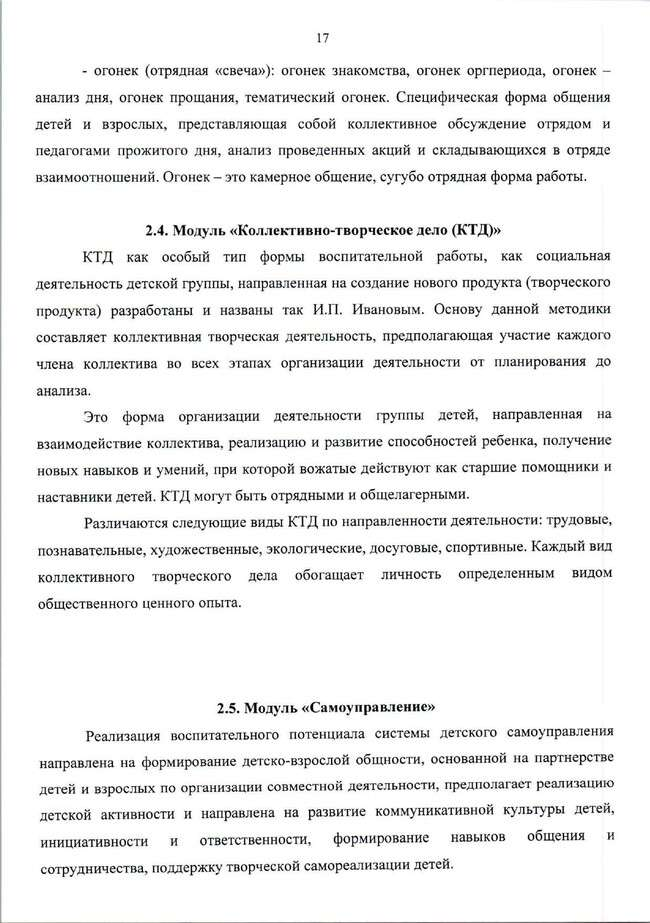 17
- огонек (отрядная «свеча»): огонек знакомства, огонек оргпериода, огонек –
анализ дня, огонек прощания, тематический огонек. Специфическая форма общения
детей и взрослых, представляющая собой коллективное обсуждение отрядом и
педагогами прожитого дня, анализ проведенных акций и складывающихся в отряде
взаимоотношений. Огонек – это камерное общение, сугубо отрядная форма работы.
2.4. Модуль «Коллективно-творческое дело (КТД)»
КТД как особый тип формы воспитательной работы, как социальная
деятельность детской группы, направленная на создание нового продукта (творческого
продукта) разработаны и названы так И.П. Ивановым. Основу данной методики
составляет коллективная творческая деятельность, предполагающая участие каждого
члена коллектива во всех этапах организации деятельности от планирования до
анализа.
Это форма организации деятельности группы детей, направленная на
взаимодействие коллектива, реализацию и развитие способностей ребенка, получение
новых навыков и умений, при которой вожатые действуют как старшие помощники и
наставники детей. КТД могут быть отрядными и общелагерными.
Различаются следующие виды КТД по направленности деятельности: трудовые,
познавательные, художественные, экологические, досуговые, спортивные. Каждый вид
коллективного творческого дела обогащает личность определенным видом
общественного ценного опыта.
2.5. Модуль «Самоуправление»
Реализация воспитательного потенциала системы детского самоуправления
направлена на формирование детско-взрослой общности, основанной на партнерстве
детей и взрослых по организации совместной деятельности, предполагает реализацию
детской активности и направлена на развитие коммуникативной культуры детей,
инициативности и ответственности, формирование навыков общения и
сотрудничества, поддержку творческой самореализации детей.